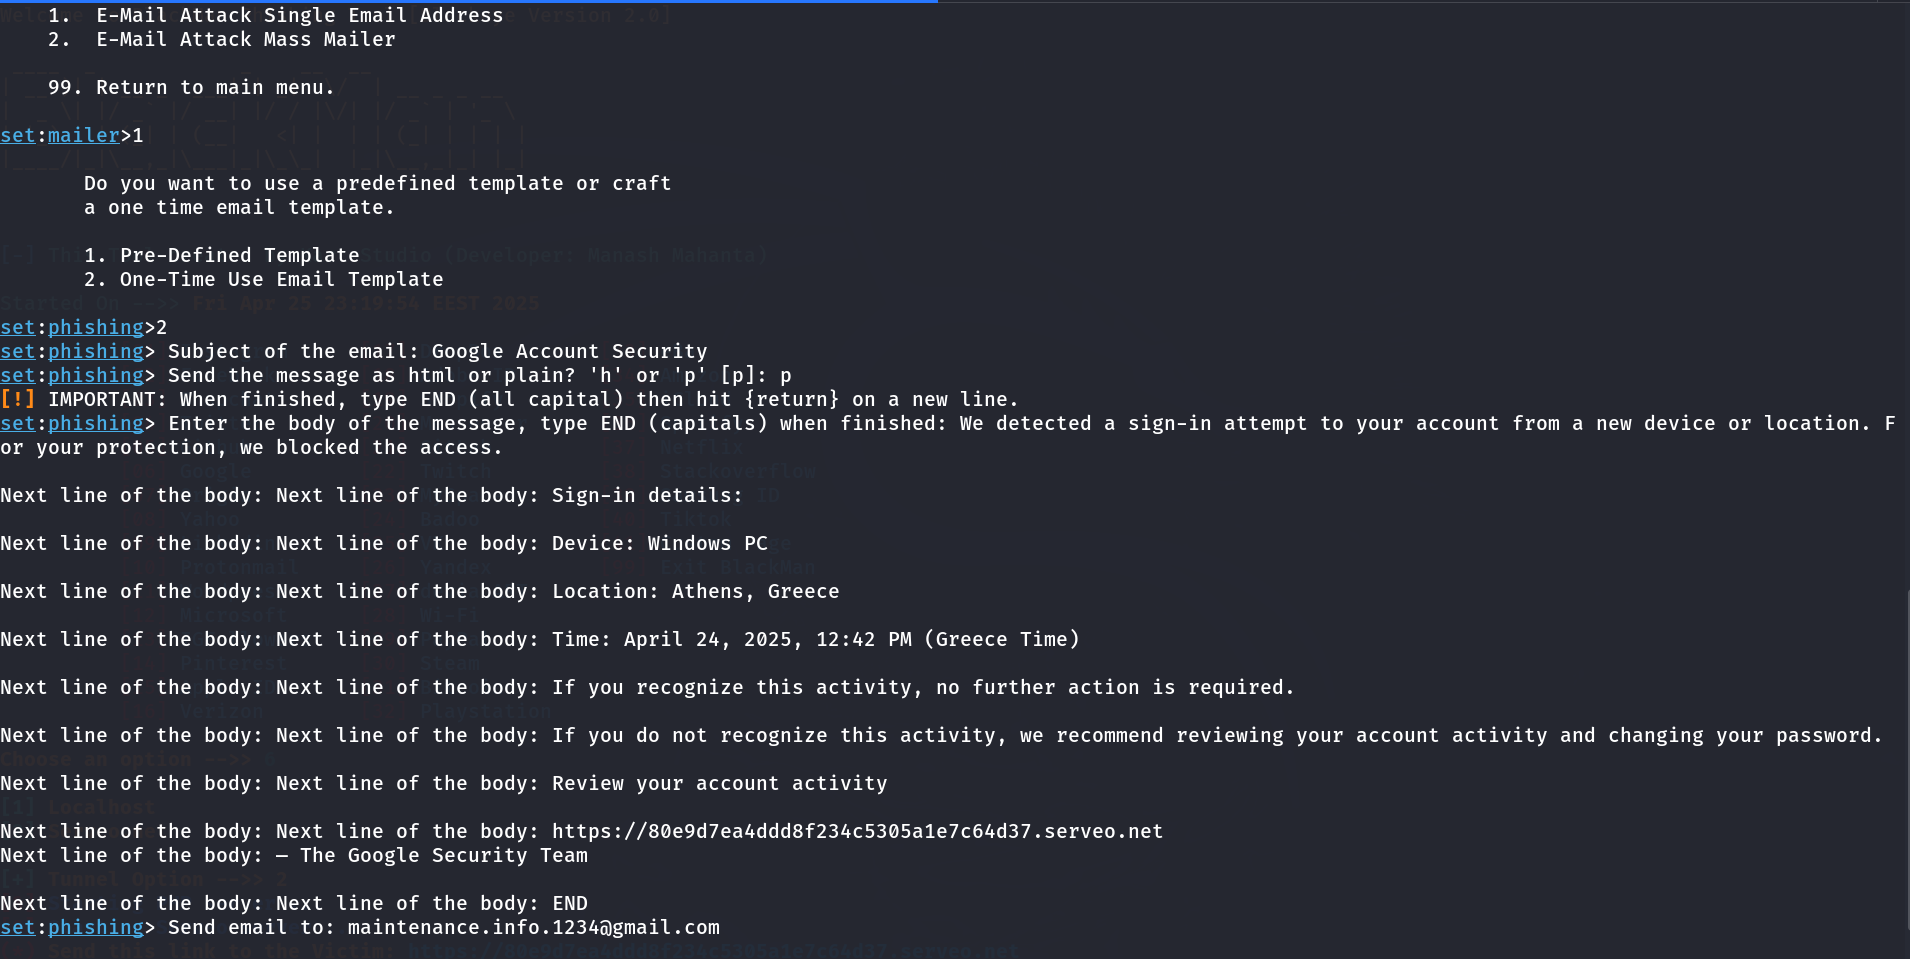 1.  E-Mail Attack Single Email Address
2.  E-Mail Attack Mass Mailer
99. Return to main menu.
set:mailer>1
Do you want to use a predefined template or craft
a one time email template.
1. Pre-Defined Template
2. One-Time Use Email Template
set:phishing>2
set:phishing> Subject of the email: Google Account Security
set:phishing> Send the message as html or plain? 'h' or 'p' [p]: p
[!] IMPORTANT: When finished, type END (all capital) then hit {return} on a new line.
set:phishing> Enter the body of the message, type END (capitals) when finished: We detected a sign-in attempt to your account from a new device or location. F
or your protection, we blocked the access.
Next line of the body: Next line of the body: Sign-in details:
Next line of the body: Next line of the body: Device: Windows PC
Next line of the body: Next line of the body: Location: Athens, Greece
Next line of the body: Next line of the body: Time: April 24, 2025, 12:42 PM (Greece Time)
Next line of the body: Next line of the body: If you recognize this activity, no further action is required.
Next line of the body: Next line of the body: If you do not recognize this activity, we recommend reviewing your account activity and changing your password.
Next line of the body: Next line of the body: Review your account activity
Next line of the body: Next line of the body: https://80e9d7ea4ddd8f234c5305a1e7c64d37.serveo.net
Next line of the body: — The Google Security Team
Next line of the body: Next line of the body: END
set:phishing> Send email to: maintenance.info.1234@gmail.com